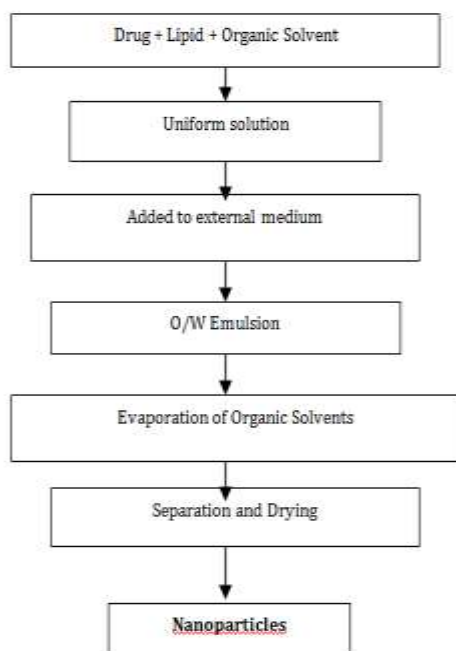 Drug + Lipid + Organic Solvent
Uniform solution
Added to external medium
O/W Emulsion
Evaporation of Organic Solvents
Separation and Drying
Nanoparticles